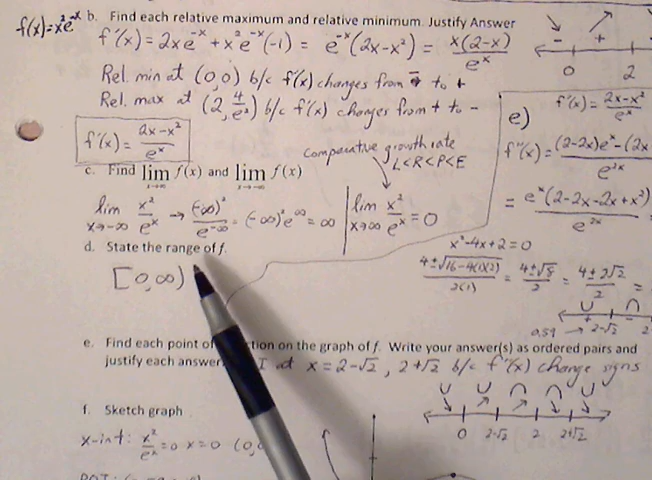 f(x)=x²e^-x
b. Find each relative maximum and relative minimum. Justify Answer
f'(x)=2xe^-x+x²e^-x(-1) = e^-x(2x-x²) = x(2-x)/e^x
- + 
0 2
Rel. min at (0,0) b/c f'(x) changes from - to +
Rel. max at (2, 4/e²) b/c f'(x) changes from + to -
f'(x) = 2x-x²/e^x
c. Find lim x→∞ f(x) and lim x→-∞ f(x)
comparative growth rate
L<R<P<E
lim x→-∞ x²/e^x → (-∞)²/e^-∞ = (-∞)²e^∞ = ∞
lim x→∞ x²/e^x = 0
d. State the range of f.
[0,∞)
e)
f'(x) = 2x-x²/e^x
f"(x) = (2-2x)e^x-(2x
e^2x
= e^x(2-2x-2x+x²)
e^2x
x²-4x+2=0
4±√16-4(1)(2)/2(1) = 4±√8/2 = 4±2√2/2 =
+ -
0.59 → 2-√2
e. Find each point of ction on the graph of f. Write your answer(s) as ordered pairs and
justify each answer
I at x = 2-√2, 2+√2 b/c f"(x) change signs
f. Sketch graph
0 2-√2 2 2+√2
x-int: x²/e^x=0 x=0 (0,